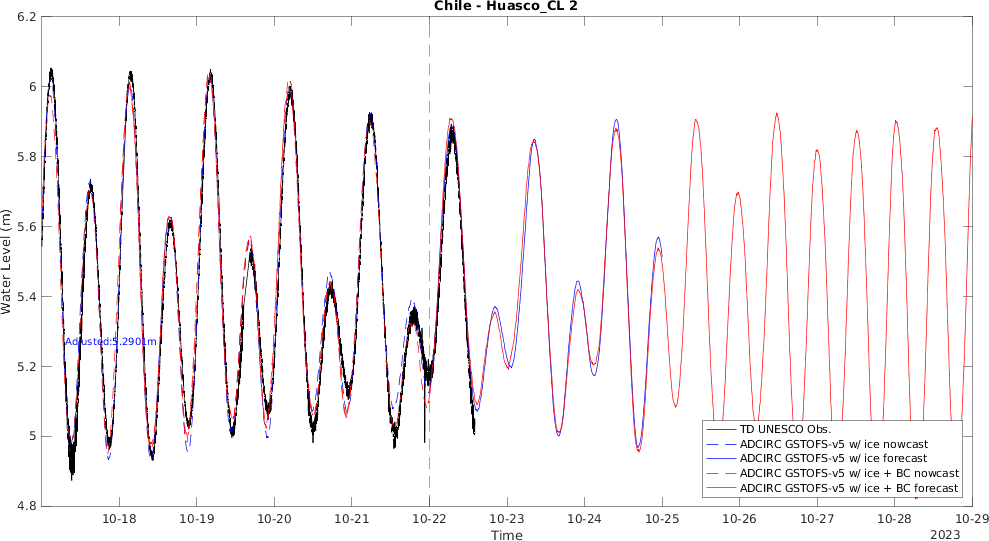 Chile - Huasco_CL 2
6.2
6
5.8
5.6
5.4
5.2
5
4.8
Water Level (m)
Adjusted:5.2901m
TD UNESCO Obs.
ADCIRC GSTOFS-v5 w/ ice nowcast
ADCIRC GSTOFS-v5 w/ ice forecast
ADCIRC GSTOFS-v5 w/ ice + BC nowcast
ADCIRC GSTOFS-v5 w/ ice + BC forecast
10-18 10-19 10-20 10-21 10-22 10-23 10-24 10-25 10-26 10-27 10-28 10-29
Time
2023